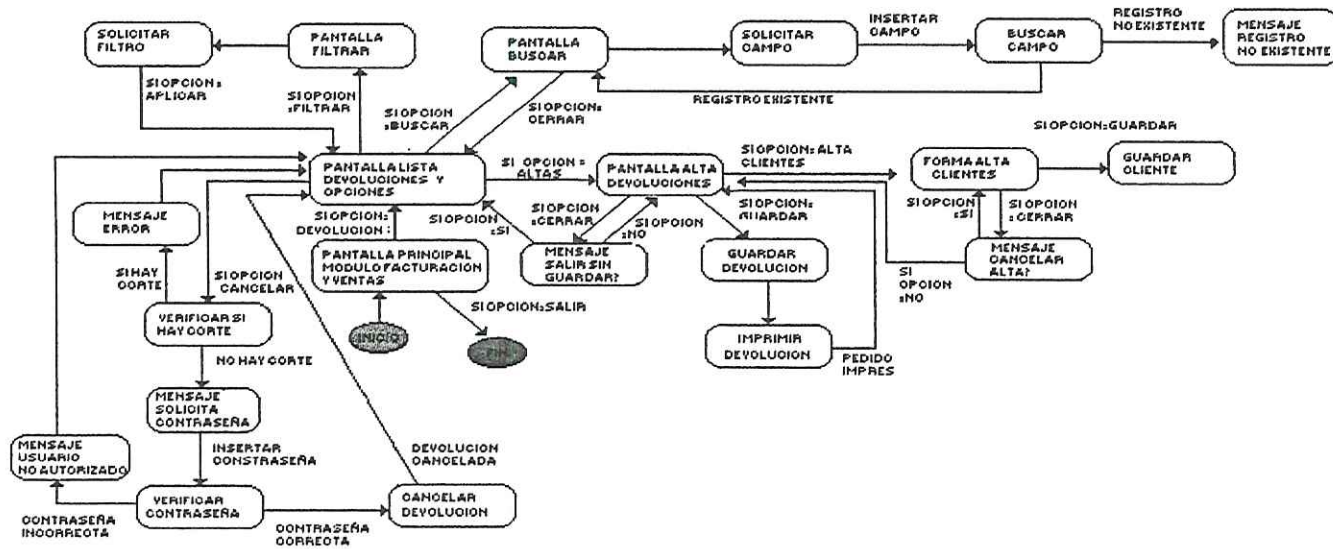 SOLICITAR
FILTRO
PANTALLA
FILTRAR
PANTALLA
BUSCAR
SOLICITAR
CAMPO
INSERTAR
CAMPO
BUSCAR
CAMPO
REGISTRO
NO EXISTENTE
MENSAJE
REGISTRO
NO EXISTENTE
SI OPCION:
APLICAR
SI OPCION
:FILTRAR
SI OPCION
:BUSCAR
SI OPCION:
CERRAR
REGISTRO EXISTENTE
PANTALLA LISTA
DEVOLUCIONES Y
OPCIONES
SI OPCION :
ALTAS
PANTALLA ALTA
DEVOLUCIONES
SI OPCION: ALTA
CLIENTES
FORMA ALTA
CLIENTES
SI OPCION:GUARDAR
GUARDAR
CLIENTE
MENSAJE
ERROR
SI OPCION:
DEVOLUCION :
SI OPCION
:SI
SI OPCION
:CERRAR
SI OPCION
:NO
SI OPCION:
GUARDAR
SI OPCION
:SI
SI OPCION
:CERRAR
PANTALLA PRINCIPAL
MODULO FACTURACION
Y VENTAS
MENSAJE
SALIR SIN
GUARDAR?
GUARDAR
DEVOLUCION
MENSAJE
CANCELAR
ALTA?
SI HAY
CORTE
SI OPCION
CANCELAR
SI
OPCION
:NO
VERIFICAR SI
HAY CORTE
SI OPCION:SALIR
INICIO
FIN
IMPRIMIR
DEVOLUCION
PEDIDO
IMPRES
NO HAY CORTE
MENSAJE
SOLICITA
CONTRASEÑA
MENSAJE
USUARIO
NO AUTORIZADO
INSERTAR
CONSTRASEÑA
DEVOLUCION
CANCELADA
VERIFICAR
CONTRASEÑA
CANCELAR
DEVOLUCION
CONTRASEÑA
INCORRECTA
CONTRASEÑA
CORRECTA